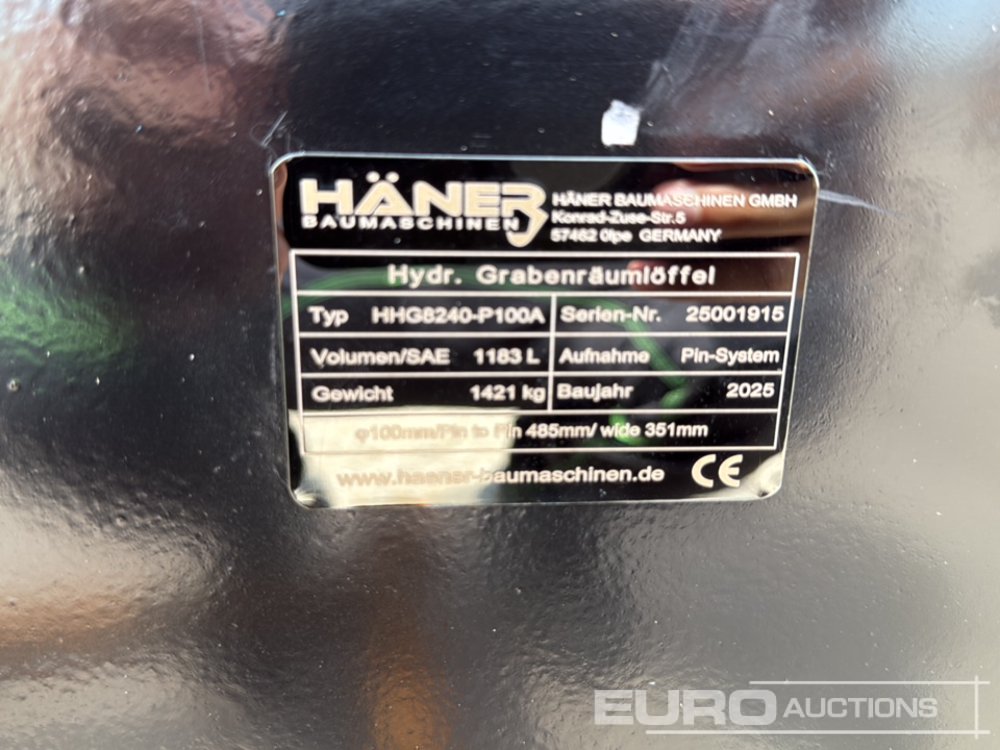 HÄNER
BAUMASCHINEN
HÄNER BAUMASCHINEN GMBH
Konrad-Zuse-Str.5
57462 Olpe GERMANY
Hydr. Grabenräumlöffel
Typ HHG8240-P100A Serien-Nr. 25001915
Volumen/SAE 1183 L Aufnahme Pin-System
Gewicht 1421 kg Baujahr 2025
φ100mm/Pin to Pin 485mm/ wide 351mm
www.haener-baumaschinen.de CE
EURO AUCTIONS